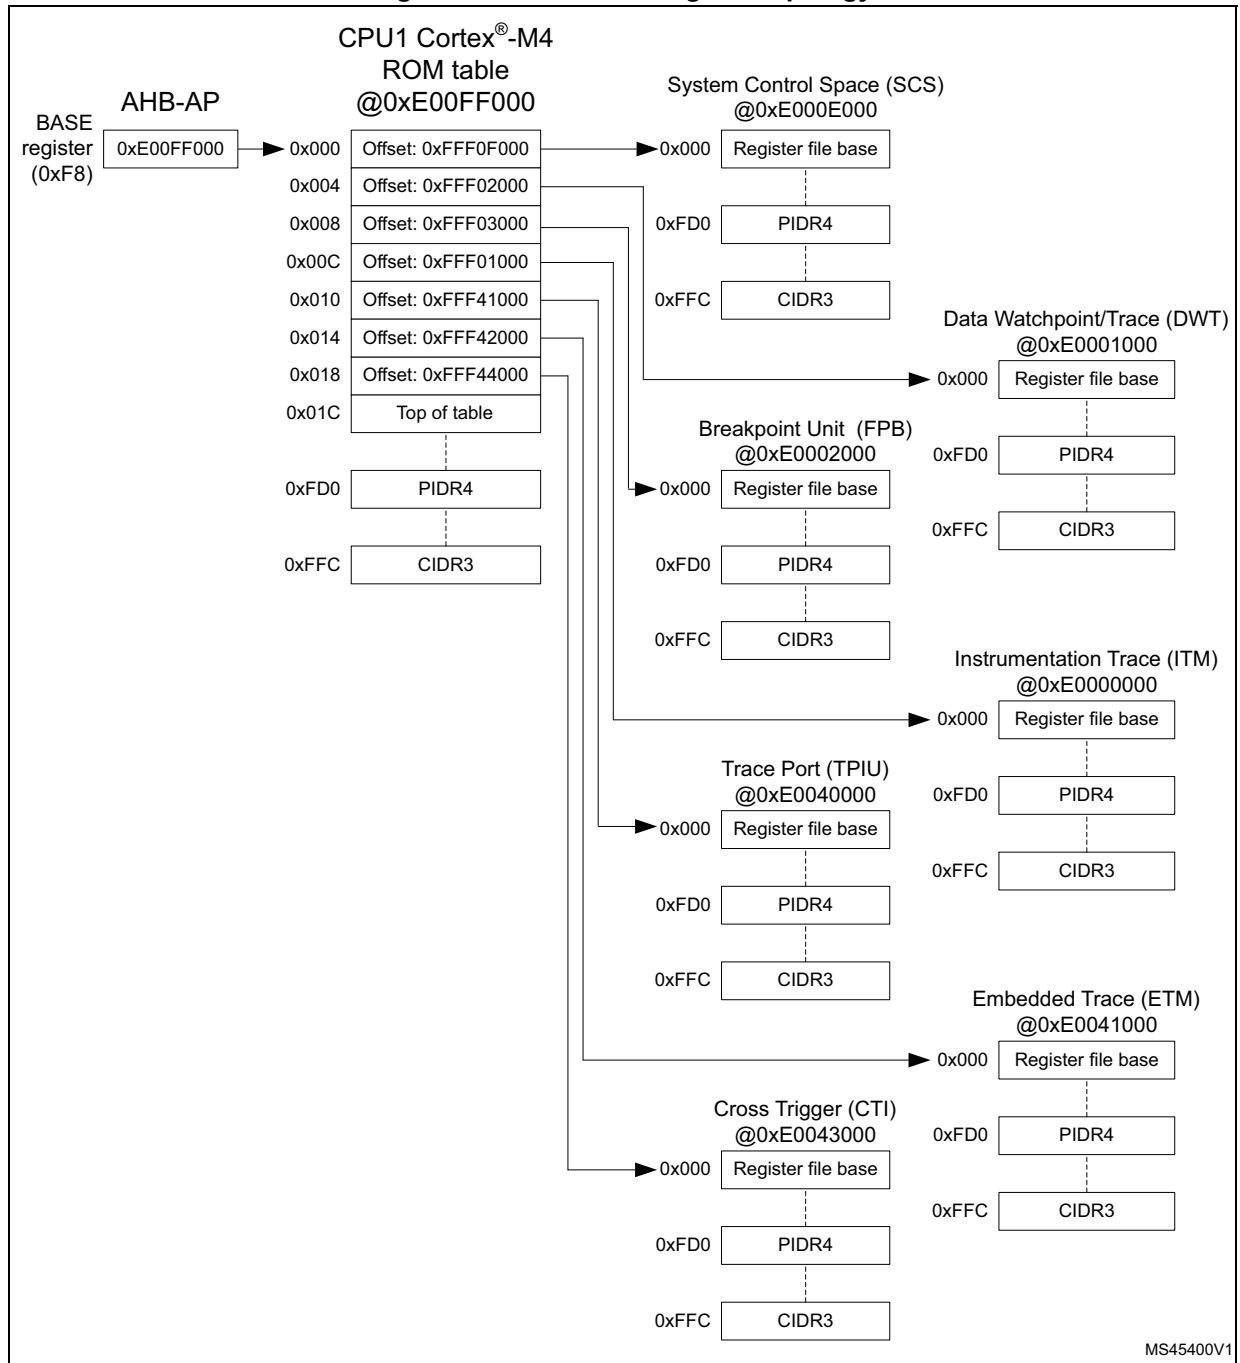 CPU1 Cortex®-M4
ROM table
@0xE00FF000
AHB-AP
BASE
register
(0xF8)
0xE00FF000
0x000 Offset: 0xFFF0F000
0x004 Offset: 0xFFF02000
0x008 Offset: 0xFFF03000
0x00C Offset: 0xFFF01000
0x010 Offset: 0xFFF41000
0x014 Offset: 0xFFF42000
0x018 Offset: 0xFFF44000
0x01C Top of table
0xFD0 PIDR4
0xFFC CIDR3
System Control Space (SCS)
@0xE000E000
0x000 Register file base
0xFD0 PIDR4
0xFFC CIDR3
Data Watchpoint/Trace (DWT)
@0xE0001000
0x000 Register file base
0xFD0 PIDR4
0xFFC CIDR3
Breakpoint Unit (FPB)
@0xE0002000
0x000 Register file base
0xFD0 PIDR4
0xFFC CIDR3
Instrumentation Trace (ITM)
@0xE0000000
0x000 Register file base
0xFD0 PIDR4
0xFFC CIDR3
Trace Port (TPIU)
@0xE0040000
0x000 Register file base
0xFD0 PIDR4
0xFFC CIDR3
Embedded Trace (ETM)
@0xE0041000
0x000 Register file base
0xFD0 PIDR4
0xFFC CIDR3
Cross Trigger (CTI)
@0xE0043000
0x000 Register file base
0xFD0 PIDR4
0xFFC CIDR3
MS45400V1